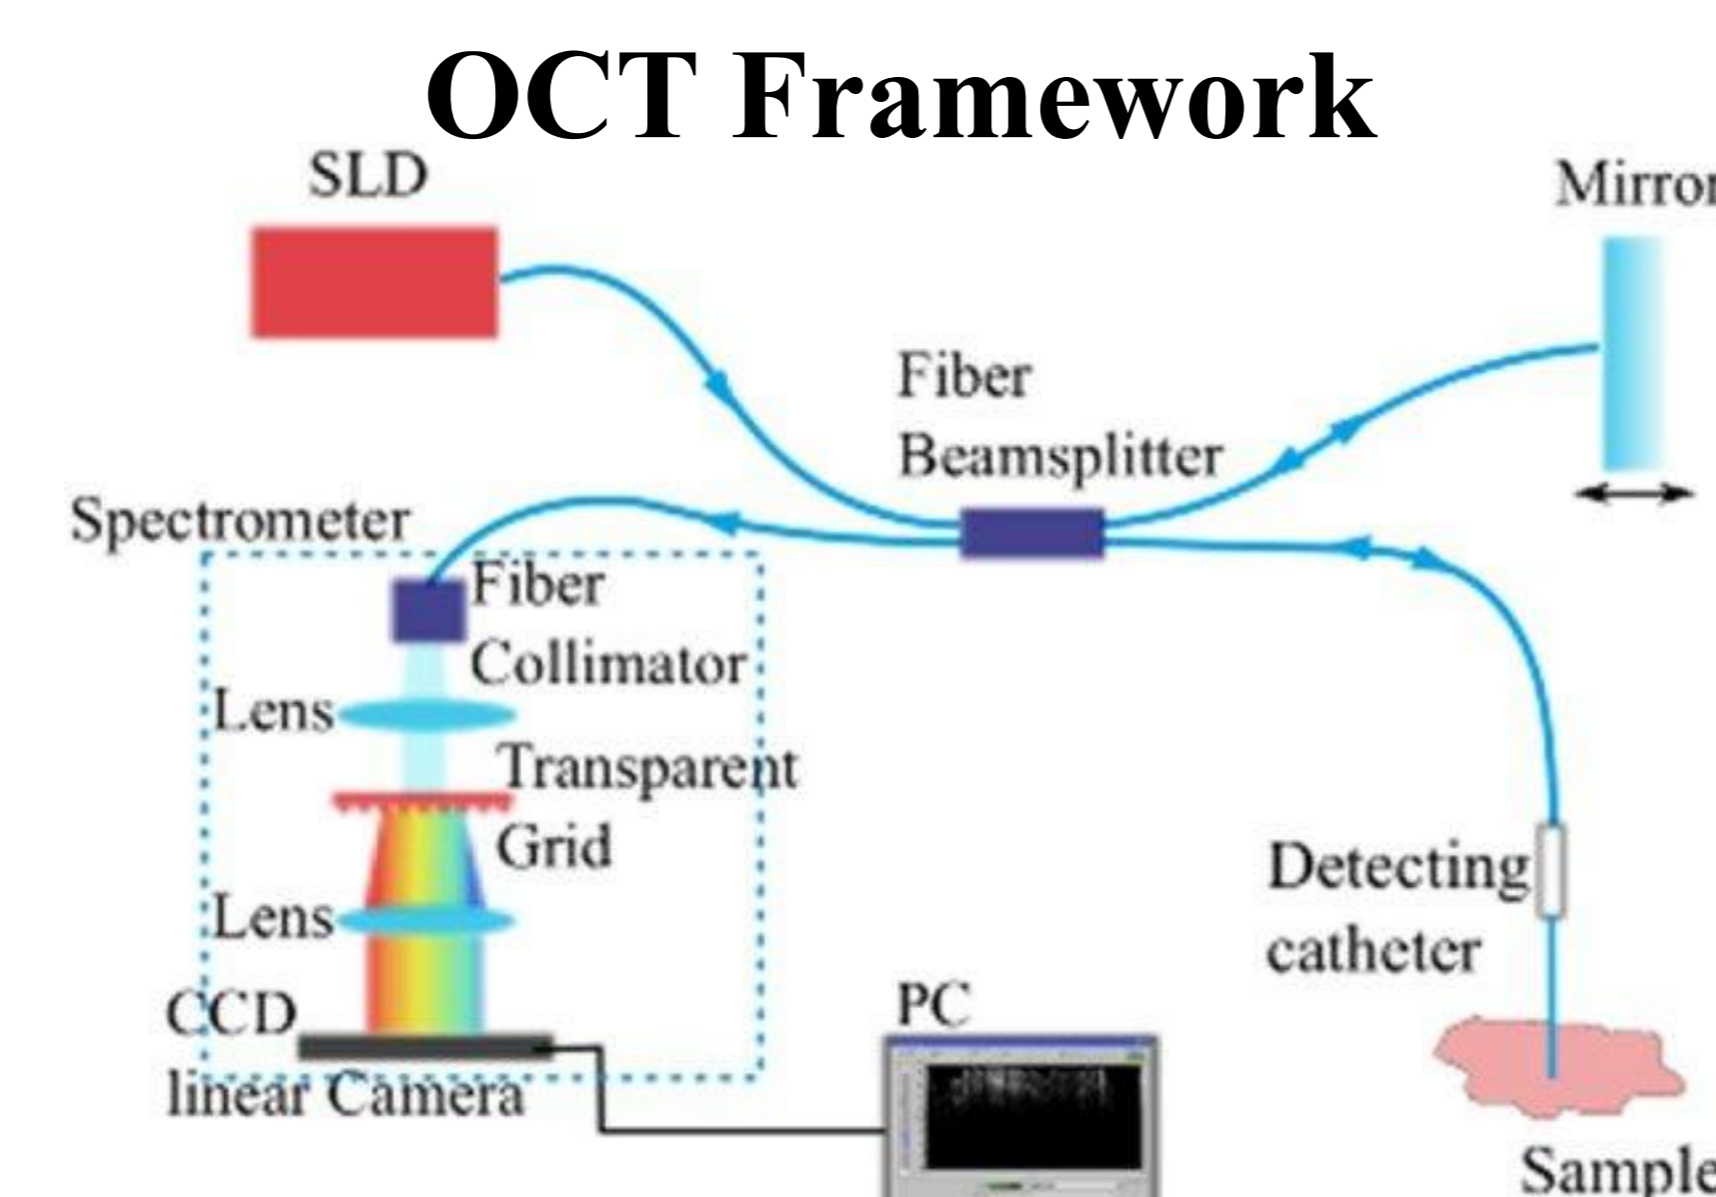 OCT Framework
SLD
Mirror
Fiber
Beamsplitter
Spectrometer
Fiber
Collimator
Lens
Transparent
Grid
Lens
Detecting
catheter
CCD
linear Camera
PC
Sample